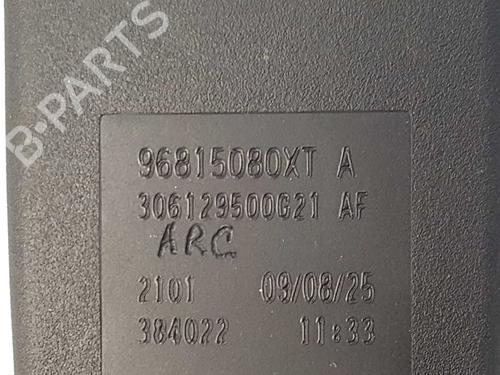 B-PARTS
96815080XT A
306129500G21 AF
ARC
2101 09/08/25
384022 11:33